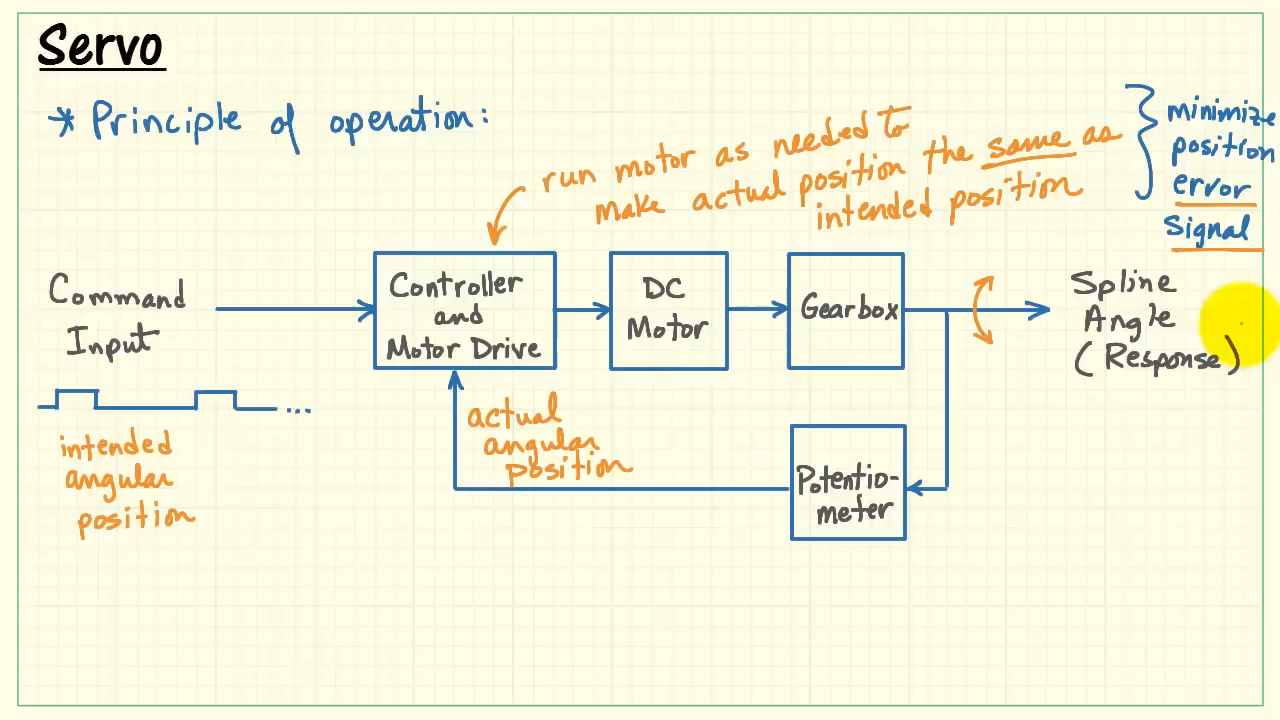 Servo
* Principle of operation:
run motor as needed to
make actual position the same as
intended position
minimize
position
error
signal
Command
Input
Controller
and
Motor Drive
DC
Motor
Gearbox
Spline
Angle
(Response)
...
intended
angular
position
actual
angular
position
Potentio-
meter